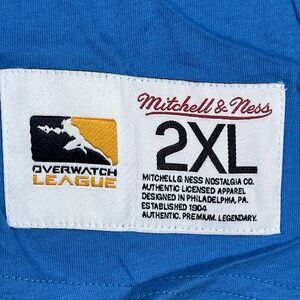 Mitchell & Ness
2XL
OVERWATCH
LEAGUE
MITCHELL & NESS NOSTALGIA CO.
AUTHENTIC LICENSED APPAREL
DESIGNED IN PHILADELPHIA, PA.
ESTABLISHED 1904
AUTHENTIC. PREMIUM. LEGENDARY.